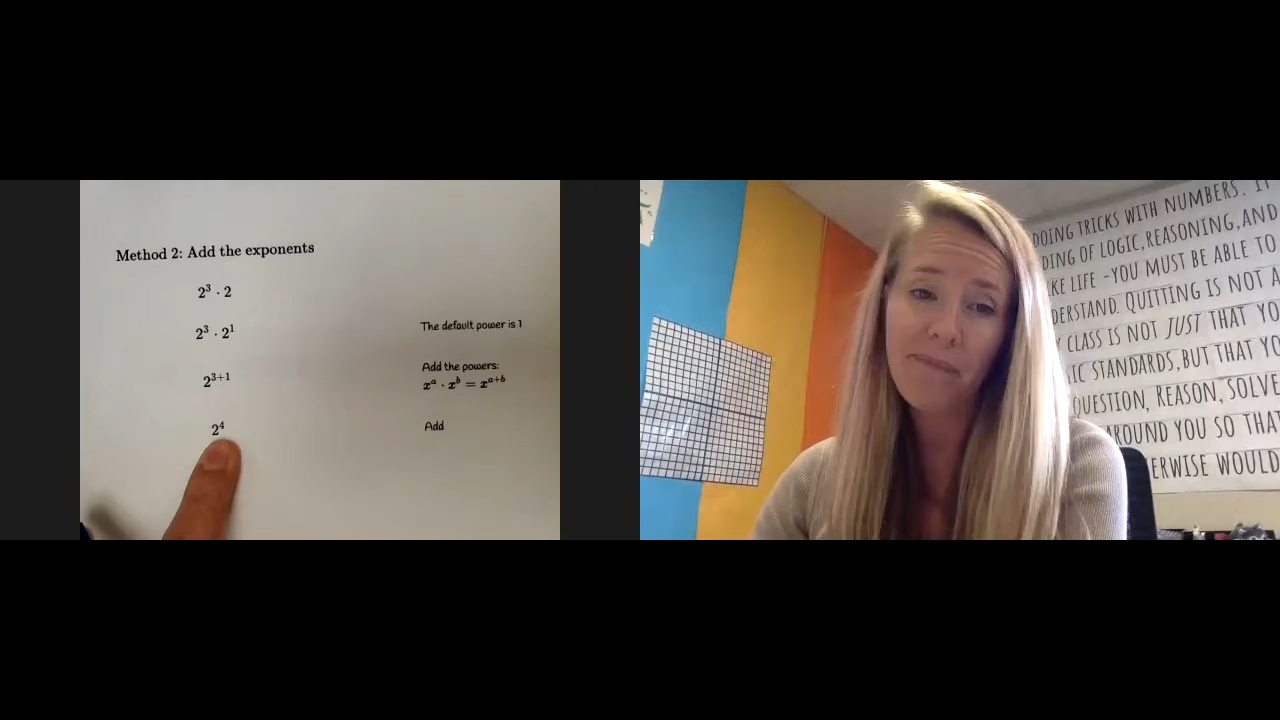 Method 2: Add the exponents
2³ · 2
2³ · 2¹
The default power is 1
2³⁺¹
Add the powers:
xᵃ · xᵇ = xᵃ⁺ᵇ
2⁴
Add
DOING TRICKS WITH NUMBERS. IT
DING OF LOGIC, REASONING, AND
KE LIFE - YOU MUST BE ABLE TO
DERSTAND. QUITTING IS NOT A
CLASS IS NOT JUST THAT YO
IC STANDARDS, BUT THAT YO
QUESTION, REASON, SOLVE
AROUND YOU SO THAT
ERWISE WOULD